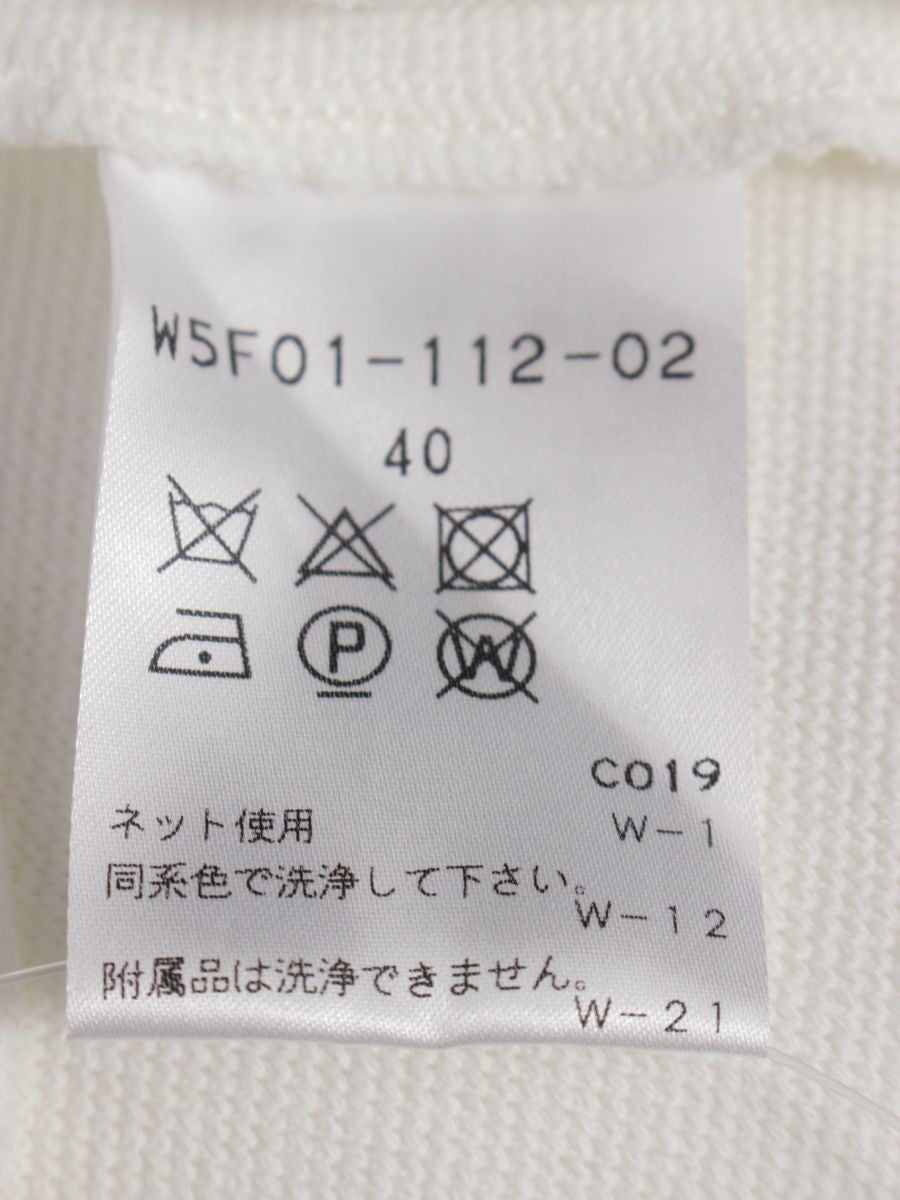 W5F01-112-02
40
P W
C019
ネット使用 W-1
同系色で洗浄して下さい。
W-12
附属品は洗浄できません。
W-21